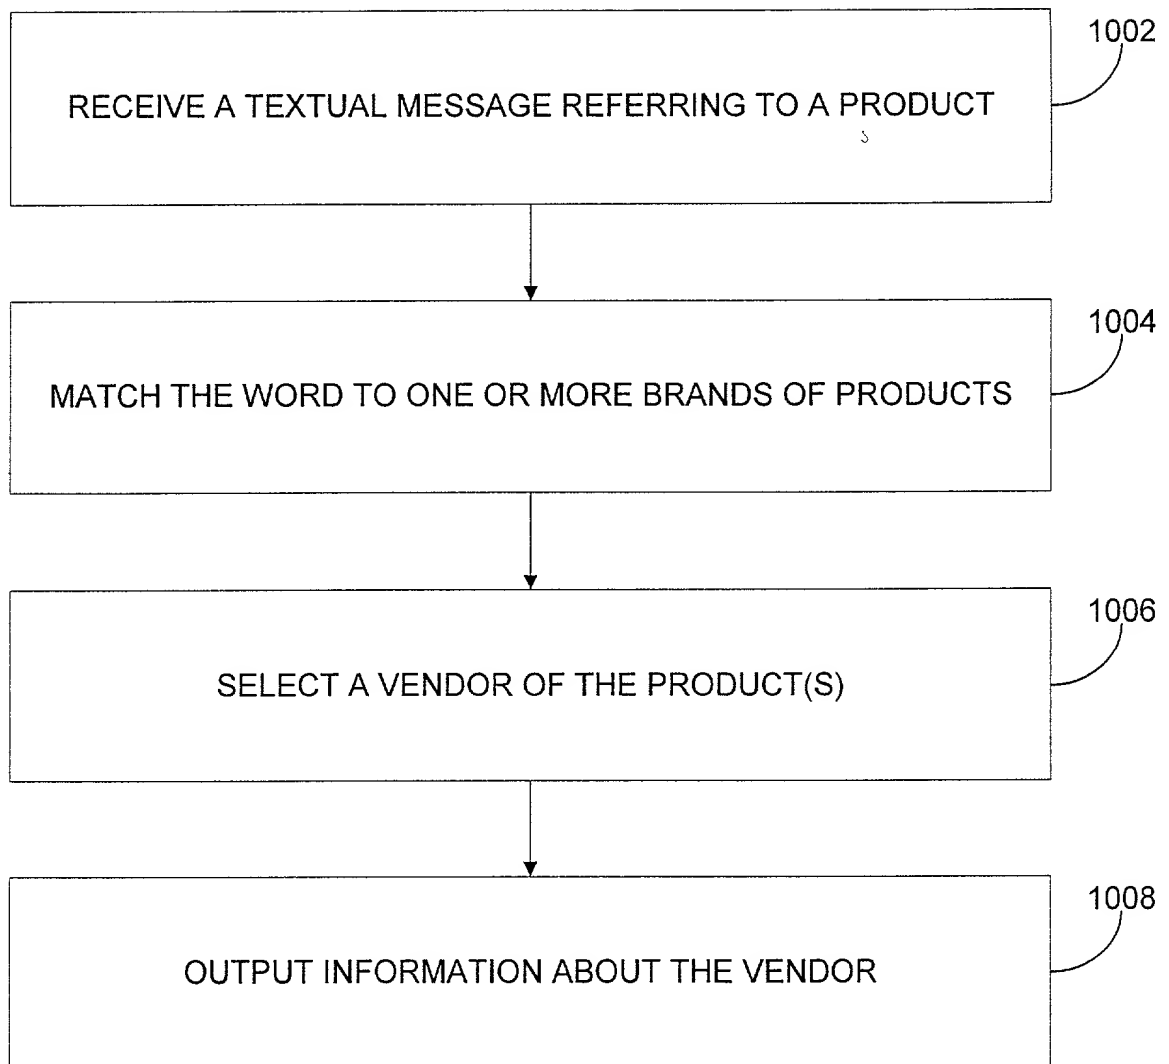 1002
RECEIVE A TEXTUAL MESSAGE REFERRING TO A PRODUCT
1004
MATCH THE WORD TO ONE OR MORE BRANDS OF PRODUCTS
1006
SELECT A VENDOR OF THE PRODUCT(S)
1008
OUTPUT INFORMATION ABOUT THE VENDOR